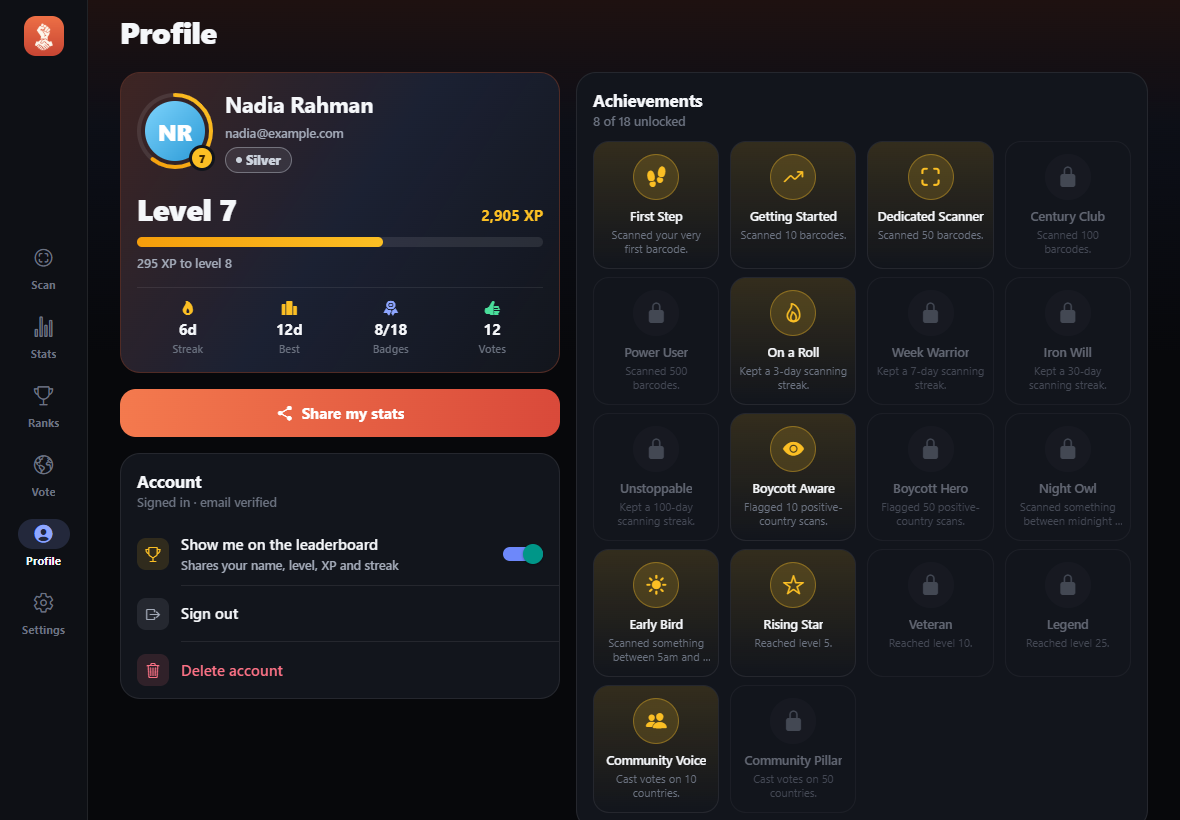 Profile
Scan
Stats
Ranks
Vote
Profile
Settings
NR
7
Nadia Rahman
nadia@example.com
Silver
Level 7
2,905 XP
295 XP to level 8
6d
Streak
12d
Best
8/18
Badges
12
Votes
Share my stats
Account
Signed in · email verified
Show me on the leaderboard
Shares your name, level, XP and streak
Sign out
Delete account
Achievements
8 of 18 unlocked
First Step
Scanned your very
first barcode.
Getting Started
Scanned 10 barcodes.
Dedicated Scanner
Scanned 50 barcodes.
Century Club
Scanned 100
barcodes.
Power User
Scanned 500
barcodes.
On a Roll
Kept a 3-day scanning
streak.
Week Warrior
Kept a 7-day scanning
streak.
Iron Will
Kept a 30-day
scanning streak.
Unstoppable
Kept a 100-day
scanning streak.
Boycott Aware
Flagged 10 positive-
country scans.
Boycott Hero
Flagged 50 positive-
country scans.
Night Owl
Scanned something
between midnight ...
Early Bird
Scanned something
between 5am and ...
Rising Star
Reached level 5.
Veteran
Reached level 10.
Legend
Reached level 25.
Community Voice
Cast votes on 10
countries.
Community Pillar
Cast votes on 50
countries.